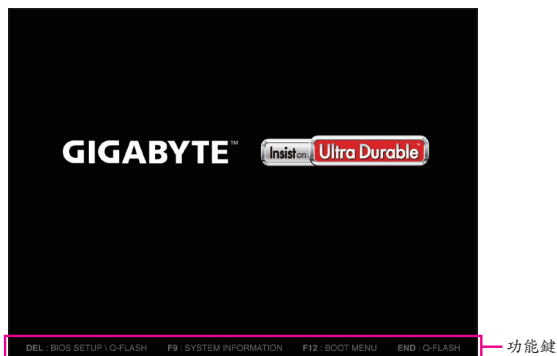 GIGABYTE™
Insist on Ultra Durable™
DEL : BIOS SETUP \ Q-FLASH F9 : SYSTEM INFORMATION F12 : BOOT MENU END : Q-FLASH
功能鍵